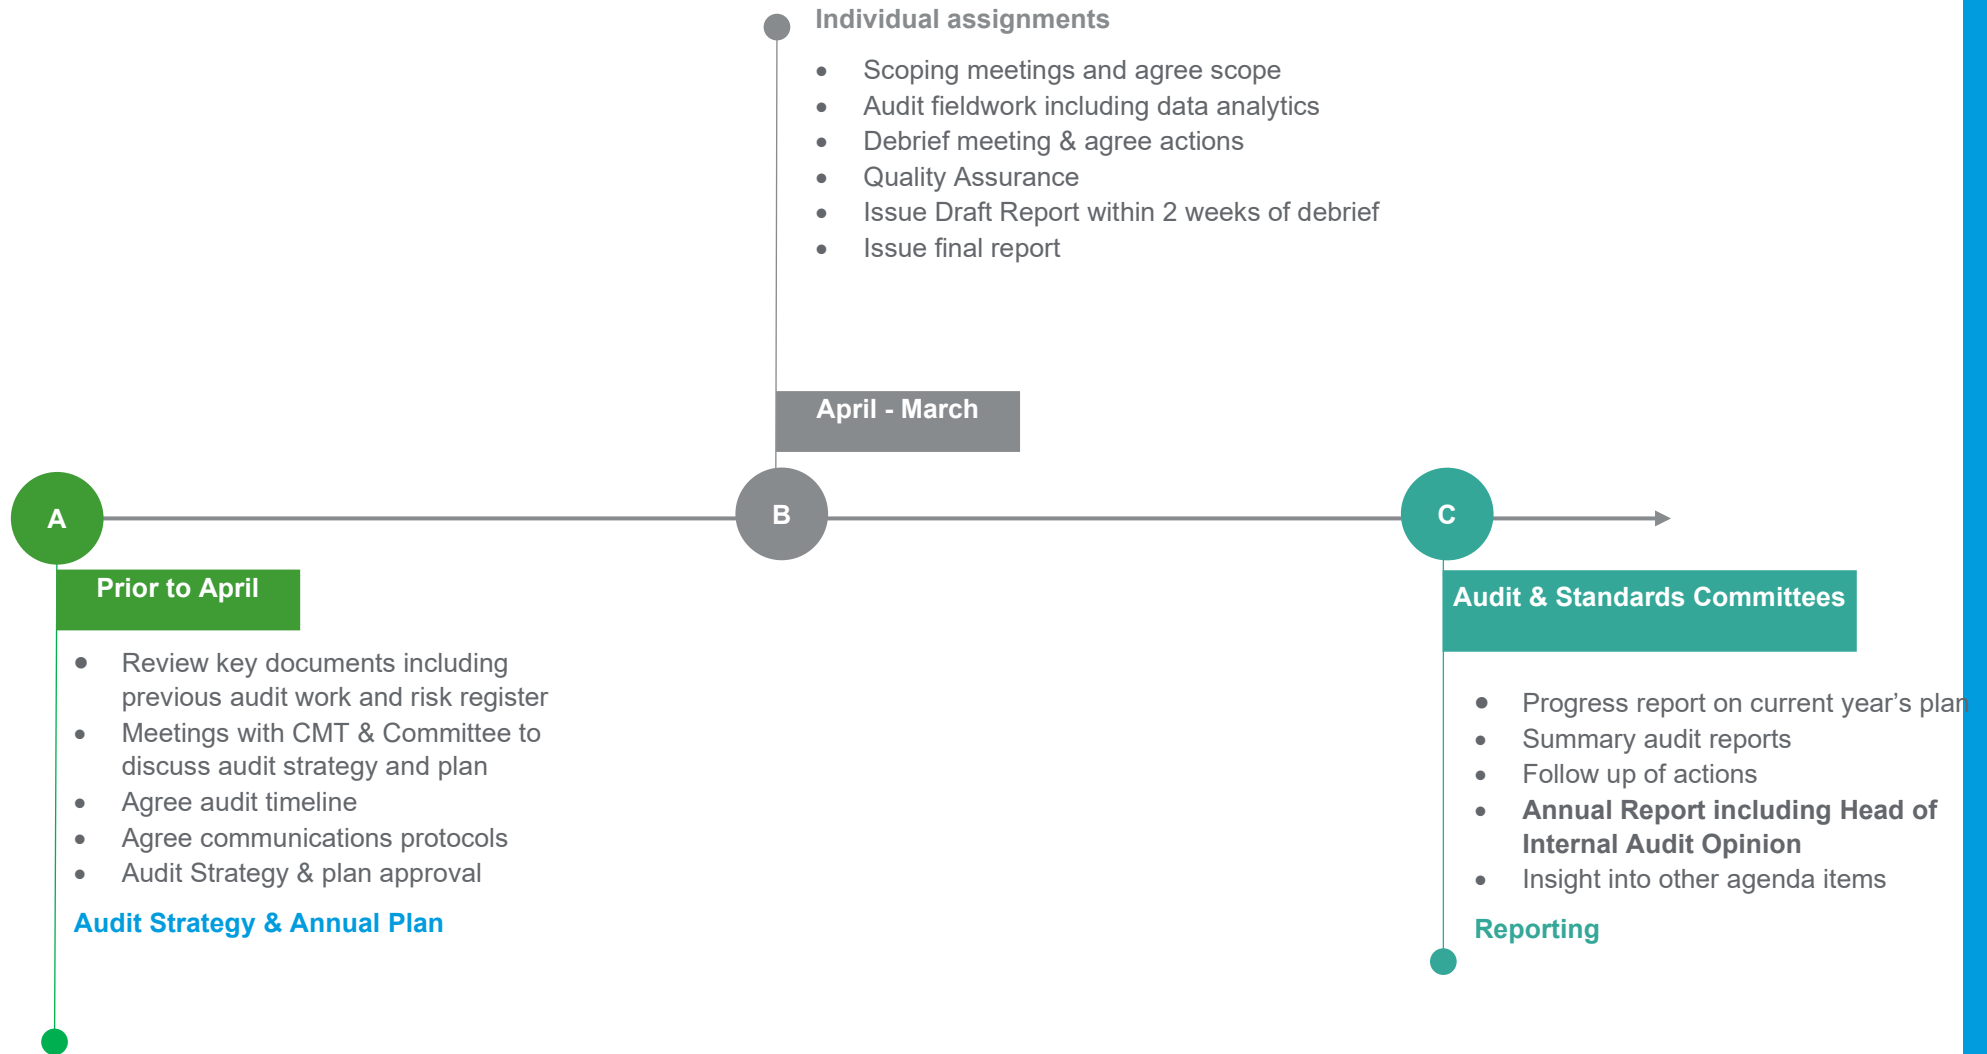 Individual assignments
• Scoping meetings and agree scope
• Audit fieldwork including data analytics
• Debrief meeting & agree actions
• Quality Assurance
• Issue Draft Report within 2 weeks of debrief
• Issue final report
April - March
A
B
C
Prior to April
• Review key documents including
previous audit work and risk register
• Meetings with CMT & Committee to
discuss audit strategy and plan
• Agree audit timeline
• Agree communications protocols
• Audit Strategy & plan approval
Audit Strategy & Annual Plan
Audit & Standards Committees
• Progress report on current year’s plan
• Summary audit reports
• Follow up of actions
• Annual Report including Head of
Internal Audit Opinion
• Insight into other agenda items
Reporting